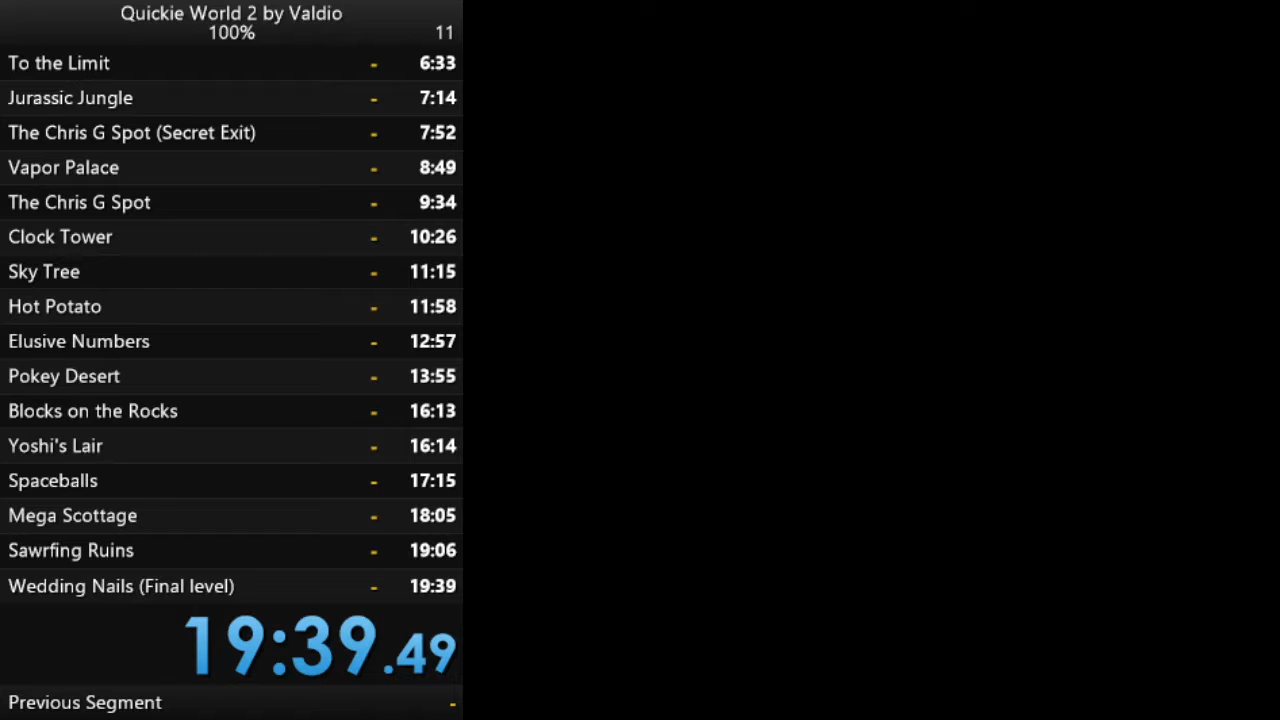 Quickie World 2 by Valdio
100% 11
To the Limit - 6:33
Jurassic Jungle - 7:14
The Chris G Spot (Secret Exit) - 7:52
Vapor Palace - 8:49
The Chris G Spot - 9:34
Clock Tower - 10:26
Sky Tree - 11:15
Hot Potato - 11:58
Elusive Numbers - 12:57
Pokey Desert - 13:55
Blocks on the Rocks - 16:13
Yoshi's Lair - 16:14
Spaceballs - 17:15
Mega Scottage - 18:05
Sawrfing Ruins - 19:06
Wedding Nails (Final level) - 19:39
19:39.49
Previous Segment -